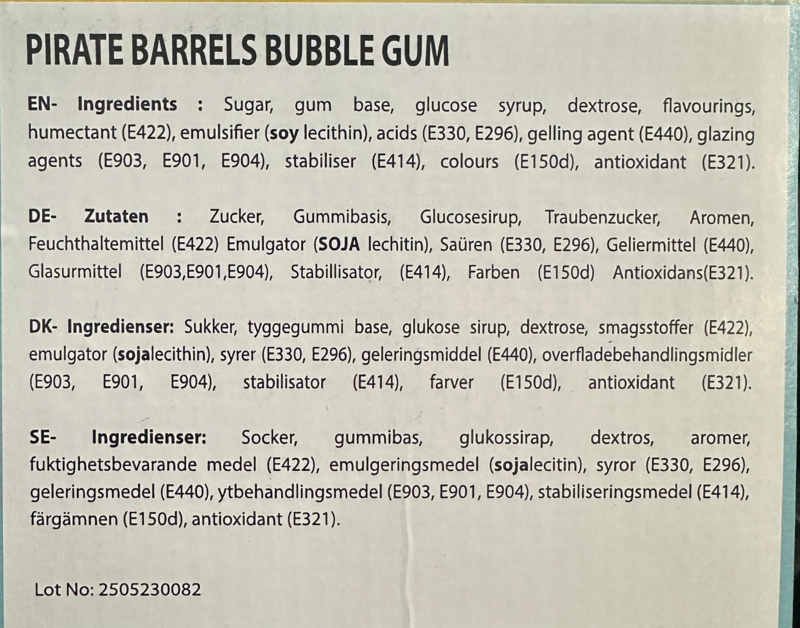 PIRATE BARRELS BUBBLE GUM
EN- Ingredients : Sugar, gum base, glucose syrup, dextrose, flavourings,
humectant (E422), emulsifier (soy lecithin), acids (E330, E296), gelling agent (E440), glazing
agents (E903, E901, E904), stabiliser (E414), colours (E150d), antioxidant (E321).
DE- Zutaten : Zucker, Gummibasis, Glucosesirup, Traubenzucker, Aromen,
Feuchthaltemittel (E422) Emulgator (SOJA lechitin), Saüren (E330, E296), Geliermittel (E440),
Glasurmittel (E903,E901,E904), Stabillisator, (E414), Farben (E150d) Antioxidans(E321).
DK- Ingredienser: Sukker, tyggegummi base, glukose sirup, dextrose, smagsstoffer (E422),
emulgator (sojalecithin), syrer (E330, E296), geleringsmiddel (E440), overfladebehandlingsmidler
(E903, E901, E904), stabilisator (E414), farver (E150d), antioxidant (E321).
SE- Ingredienser: Socker, gummibas, glukossirap, dextros, aromer,
fuktighetsbevarande medel (E422), emulgeringsmedel (sojalecitin), syror (E330, E296),
geleringsmedel (E440), ytbehandlingsmedel (E903, E901, E904), stabiliseringsmedel (E414),
färgämnen (E150d), antioxidant (E321).
Lot No: 2505230082